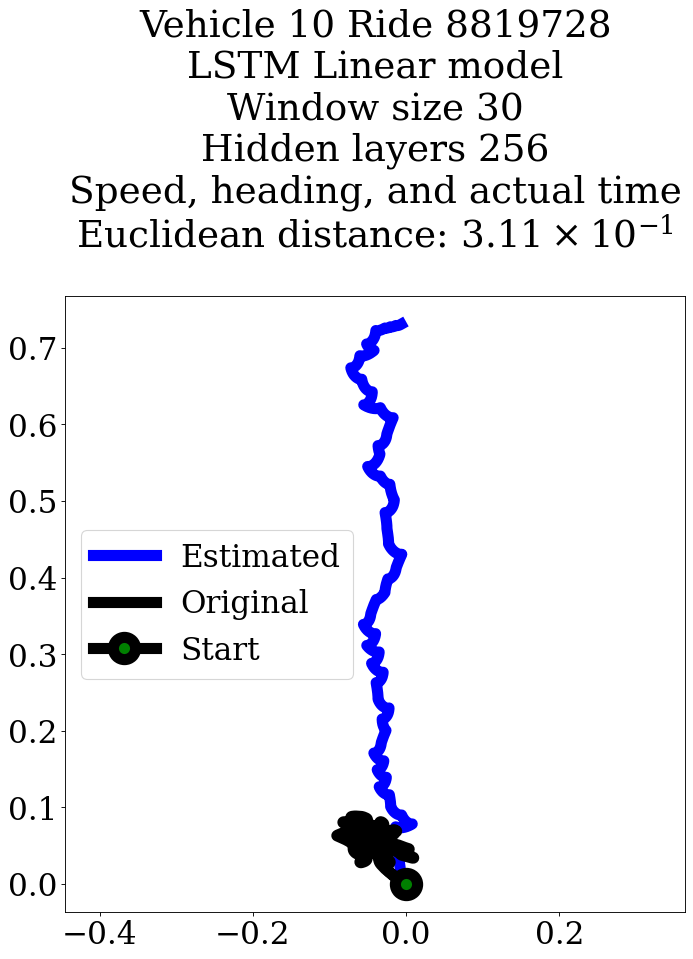 Vehicle 10 Ride 8819728
LSTM Linear model
Window size 30
Hidden layers 256
Speed, heading, and actual time
Euclidean distance: 3.11 × 10⁻¹
0.7
0.6
0.5
0.4
0.3
0.2
0.1
0.0
Estimated
Original
Start
−0.4 −0.2 0.0 0.2